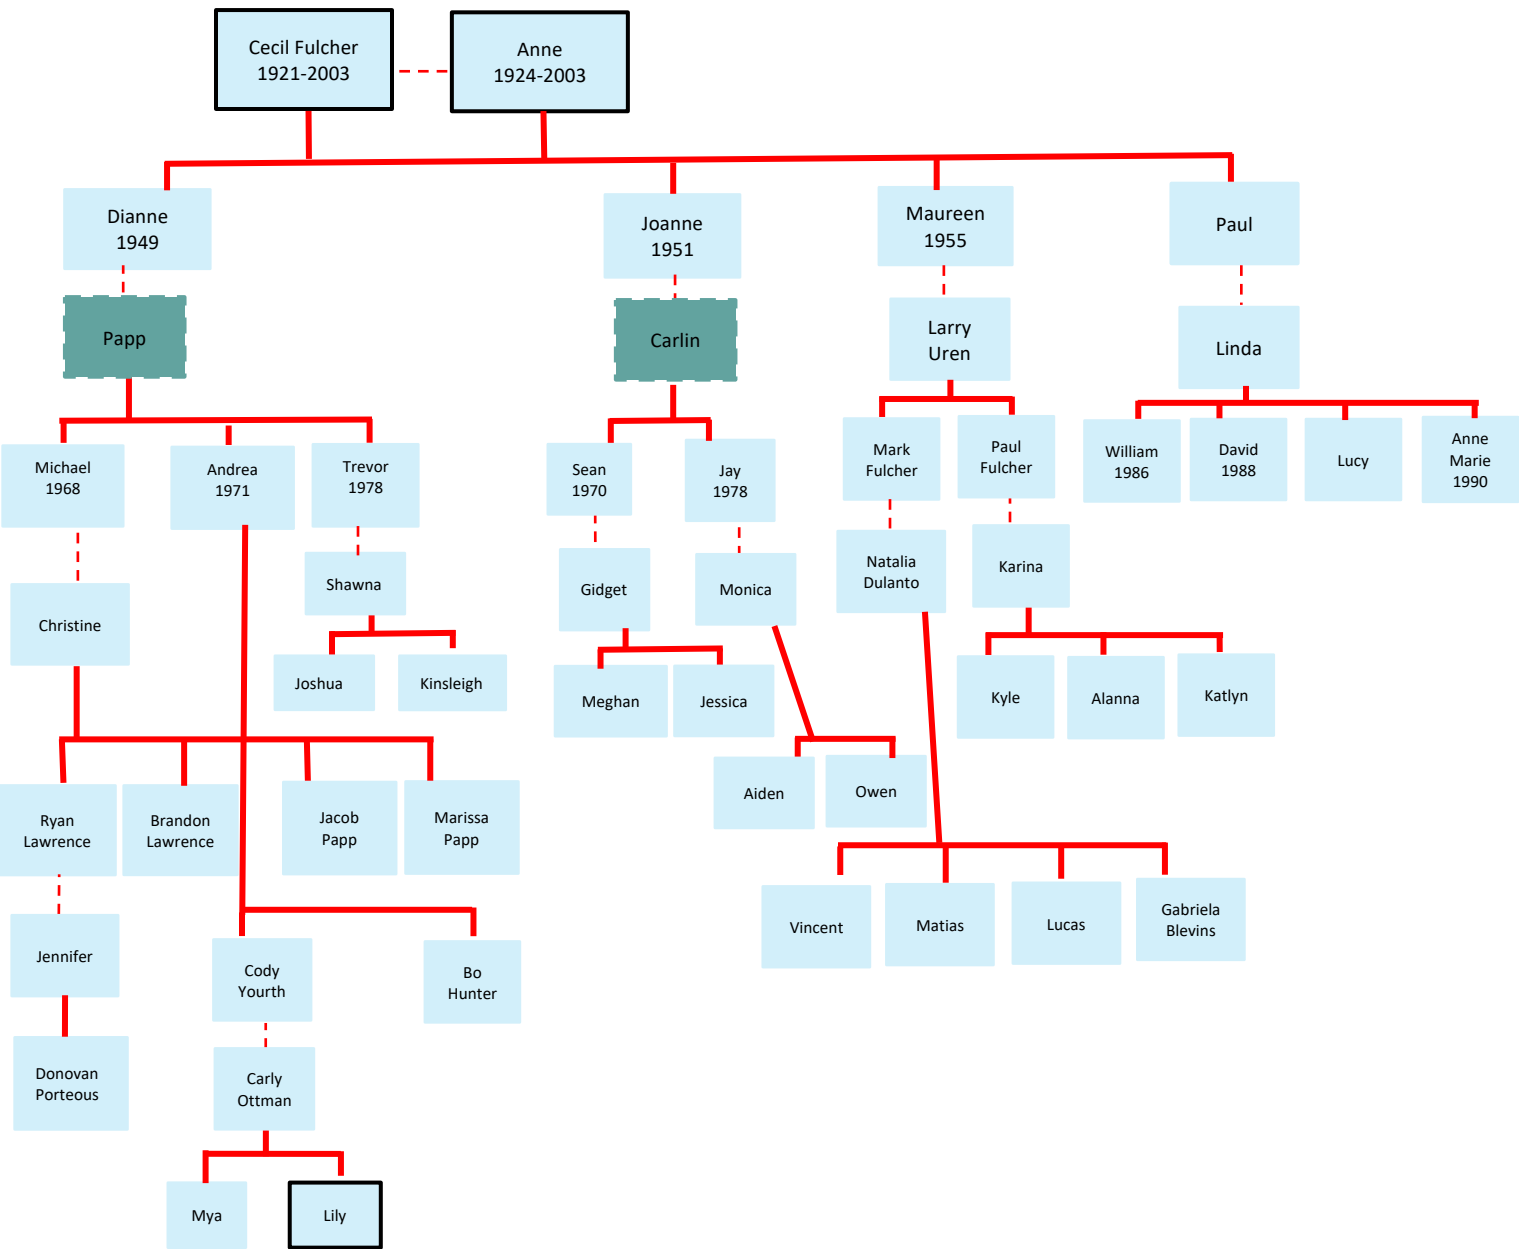 Cecil Fulcher
1921-2003
Anne
1924-2003
Dianne
1949
Joanne
1951
Maureen
1955
Paul
Papp
Carlin
Larry
Uren
Linda
Michael
1968
Andrea
1971
Trevor
1978
Sean
1970
Jay
1978
Mark
Fulcher
Paul
Fulcher
William
1986
David
1988
Lucy
Anne
Marie
1990
Christine
Shawna
Gidget
Monica
Natalia
Dulanto
Karina
Joshua
Kinsleigh
Meghan
Jessica
Kyle
Alanna
Katlyn
Aiden
Owen
Ryan
Lawrence
Brandon
Lawrence
Jacob
Papp
Marissa
Papp
Vincent
Matias
Lucas
Gabriela
Blevins
Jennifer
Cody
Yourth
Bo
Hunter
Donovan
Porteous
Carly
Ottman
Mya
Lily